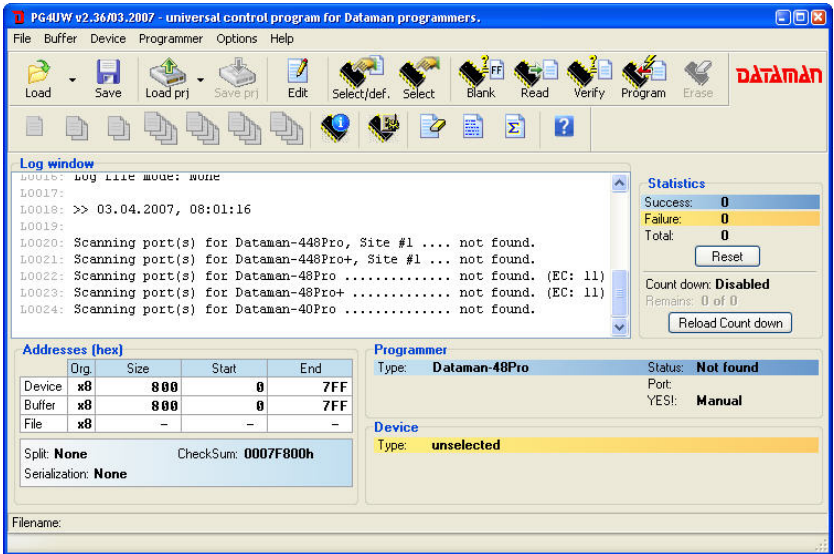 PG4UW v2.36/03.2007 - universal control program for Dataman programmers.
File Buffer Device Programmer Options Help
Load Save Load prj Save prj Edit Select/def. Select Blank Read Verify Program Erase
DATAMAN
Log window
L0016: Log file mode: None
L0017:
L0018: >> 03.04.2007, 08:01:16
L0019:
L0020: Scanning port(s) for Dataman-448Pro, Site #1 .... not found.
L0021: Scanning port(s) for Dataman-448Pro+, Site #1 ... not found.
L0022: Scanning port(s) for Dataman-48Pro .............. not found. (EC: 11)
L0023: Scanning port(s) for Dataman-48Pro+ ............. not found. (EC: 11)
L0024: Scanning port(s) for Dataman-40Pro .............. not found.
Statistics
Success: 0
Failure: 0
Total: 0
Reset
Count down: Disabled
Remains: 0 of 0
Reload Count down
Addresses (hex)
Org. Size Start End
Device x8 800 0 7FF
Buffer x8 800 0 7FF
File x8 – – –
Split: None CheckSum: 0007F800h
Serialization: None
Programmer
Type: Dataman-48Pro Status: Not found
Port:
YES!: Manual
Device
Type: unselected
Filename: